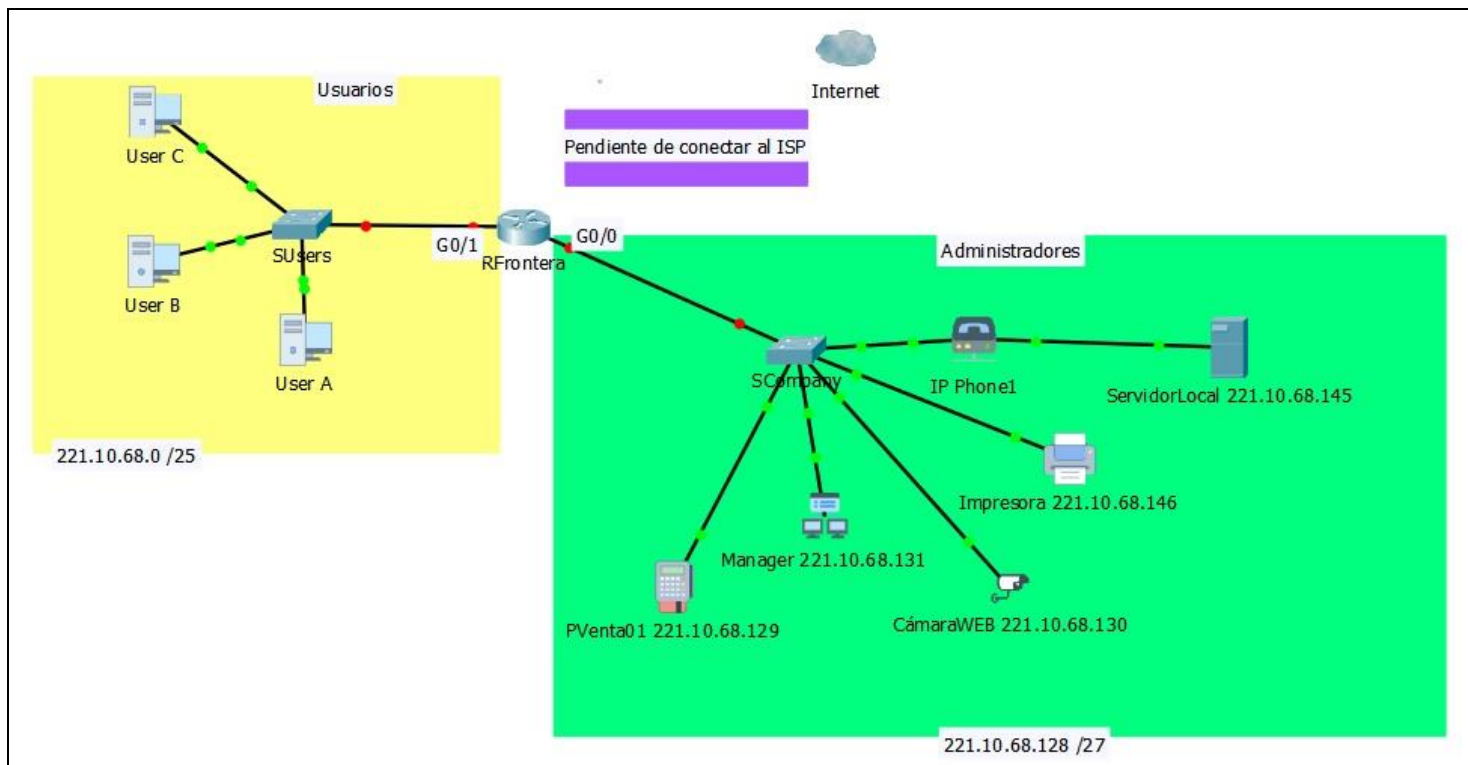 Internet
Usuarios
Pendiente de conectar al ISP
User C
G0/1
G0/0
SUsers
RFrontera
Administradores
User B
User A
SCompany
IP Phone1
ServidorLocal 221.10.68.145
221.10.68.0 /25
Impresora 221.10.68.146
Manager 221.10.68.131
PVenta01 221.10.68.129
CámaraWEB 221.10.68.130
221.10.68.128 /27